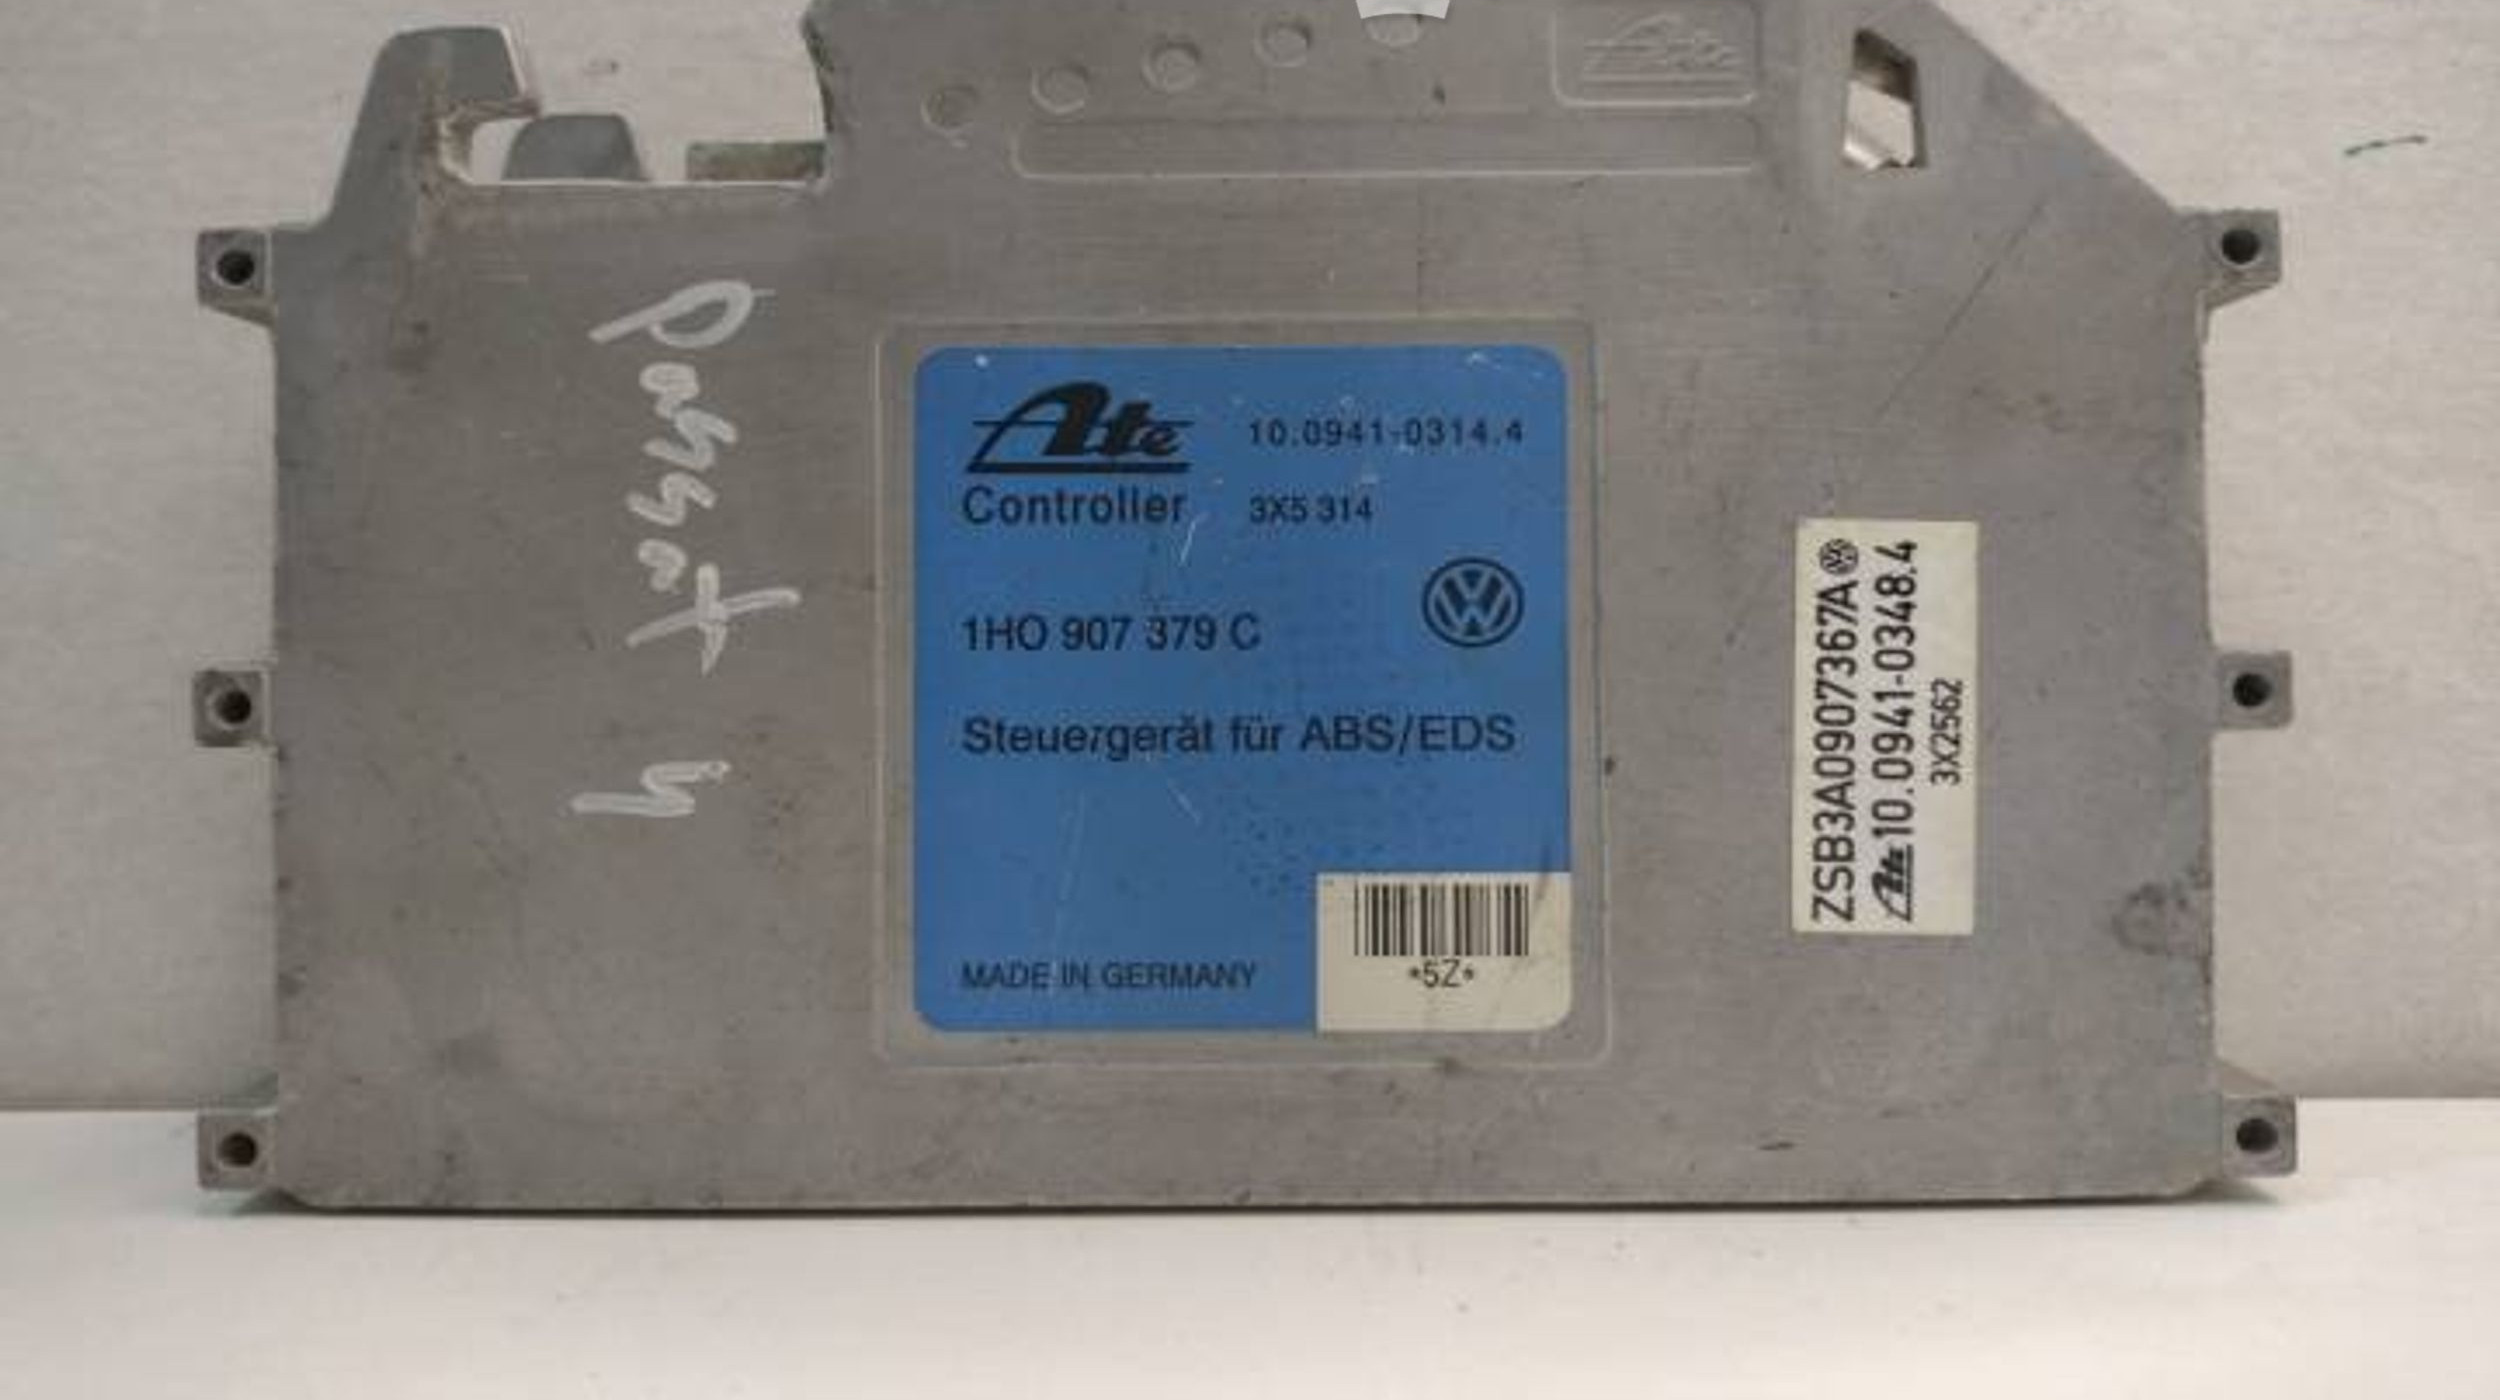 Ate
Passat 4
Ate 10.0941-0314.4
Controller 3X5 314
1HO 907 379 C
Steuergerät für ABS/EDS
MADE IN GERMANY
*5Z*
ZSB3A0907367A
Ate 10.0941-0348.4
3X2562